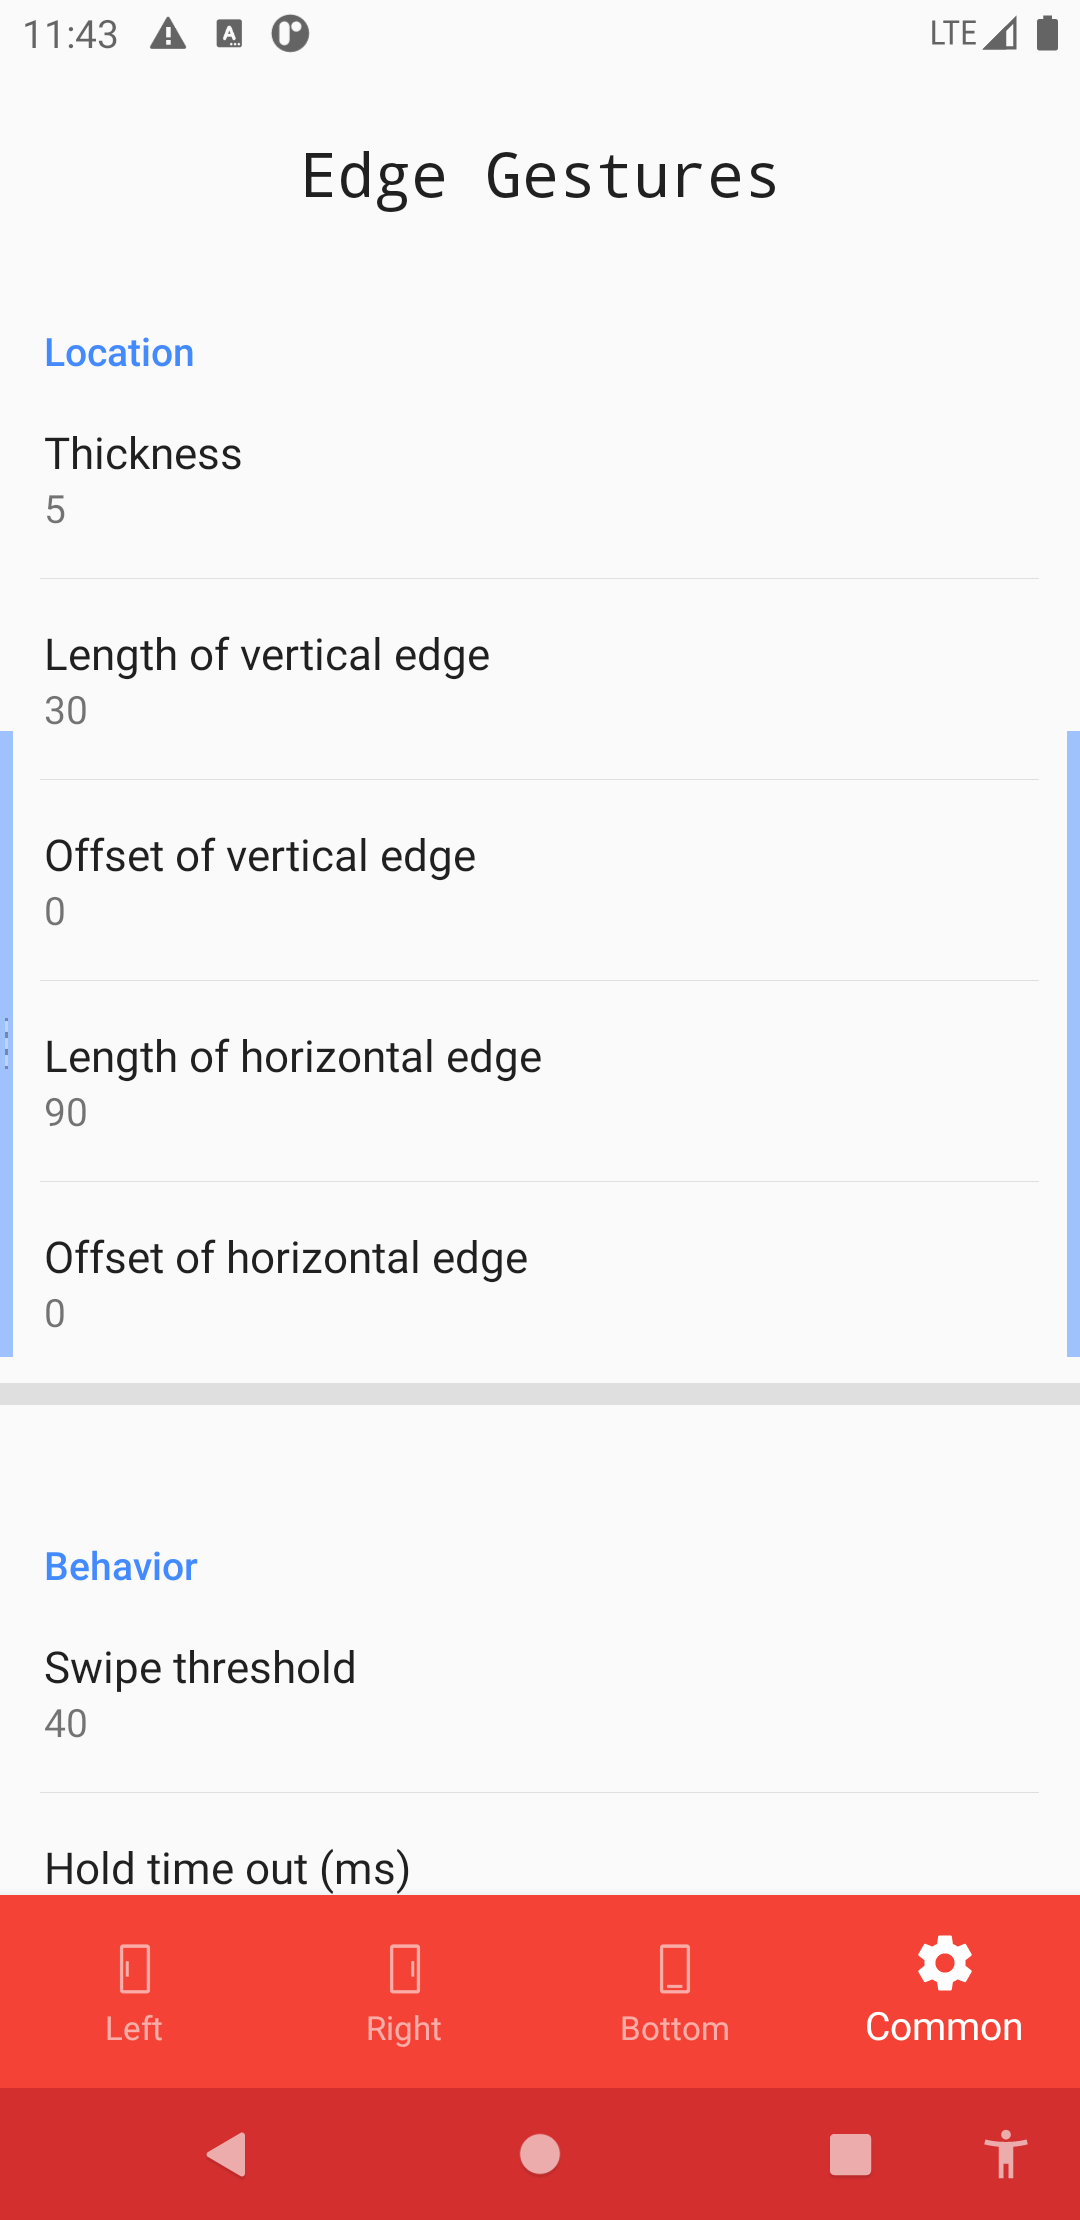 11:43
LTE
Edge Gestures
Location
Thickness
5
Length of vertical edge
30
Offset of vertical edge
0
Length of horizontal edge
90
Offset of horizontal edge
0
Behavior
Swipe threshold
40
Hold time out (ms)
Left
Right
Bottom
Common